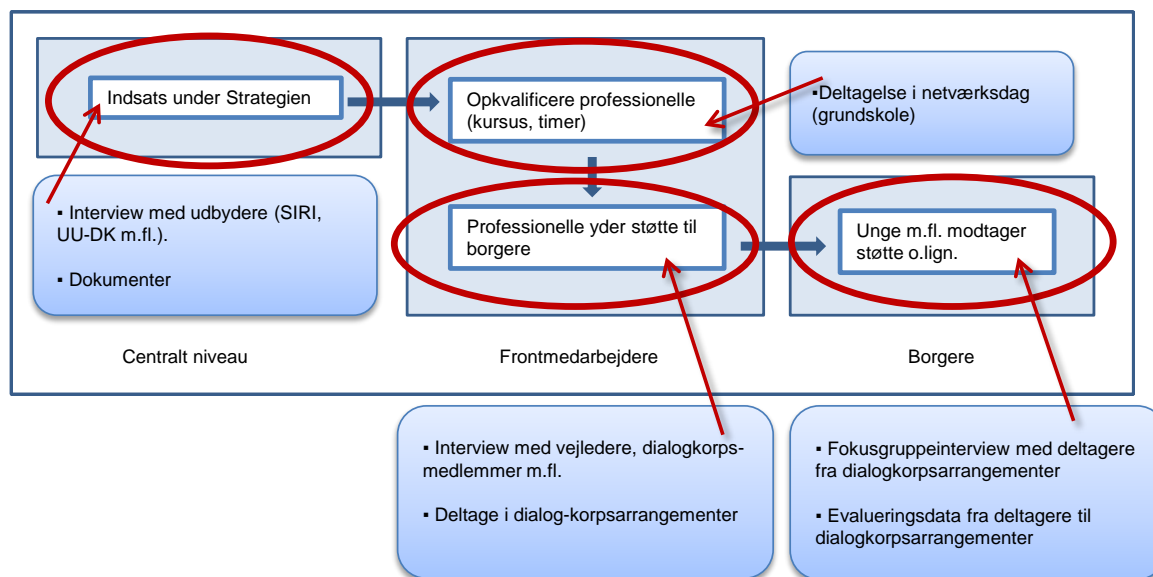 Indsats under Strategien
Opkvalificere professionelle
(kursus, timer)
▪Deltagelse i netværksdag
(grundskole)
▪ Interview med udbydere (SIRI,
UU-DK m.fl.).
▪ Dokumenter
Professionelle yder støtte til
borgere
Unge m.fl. modtager
støtte o.lign.
Centralt niveau
Frontmedarbejdere
Borgere
▪ Interview med vejledere, dialogkorps-
medlemmer m.fl.
▪ Deltage i dialog-korpsarrangementer
▪ Fokusgruppeinterview med deltagere
fra dialogkorpsarrangementer
▪ Evalueringsdata fra deltagere til
dialogkorpsarrangementer